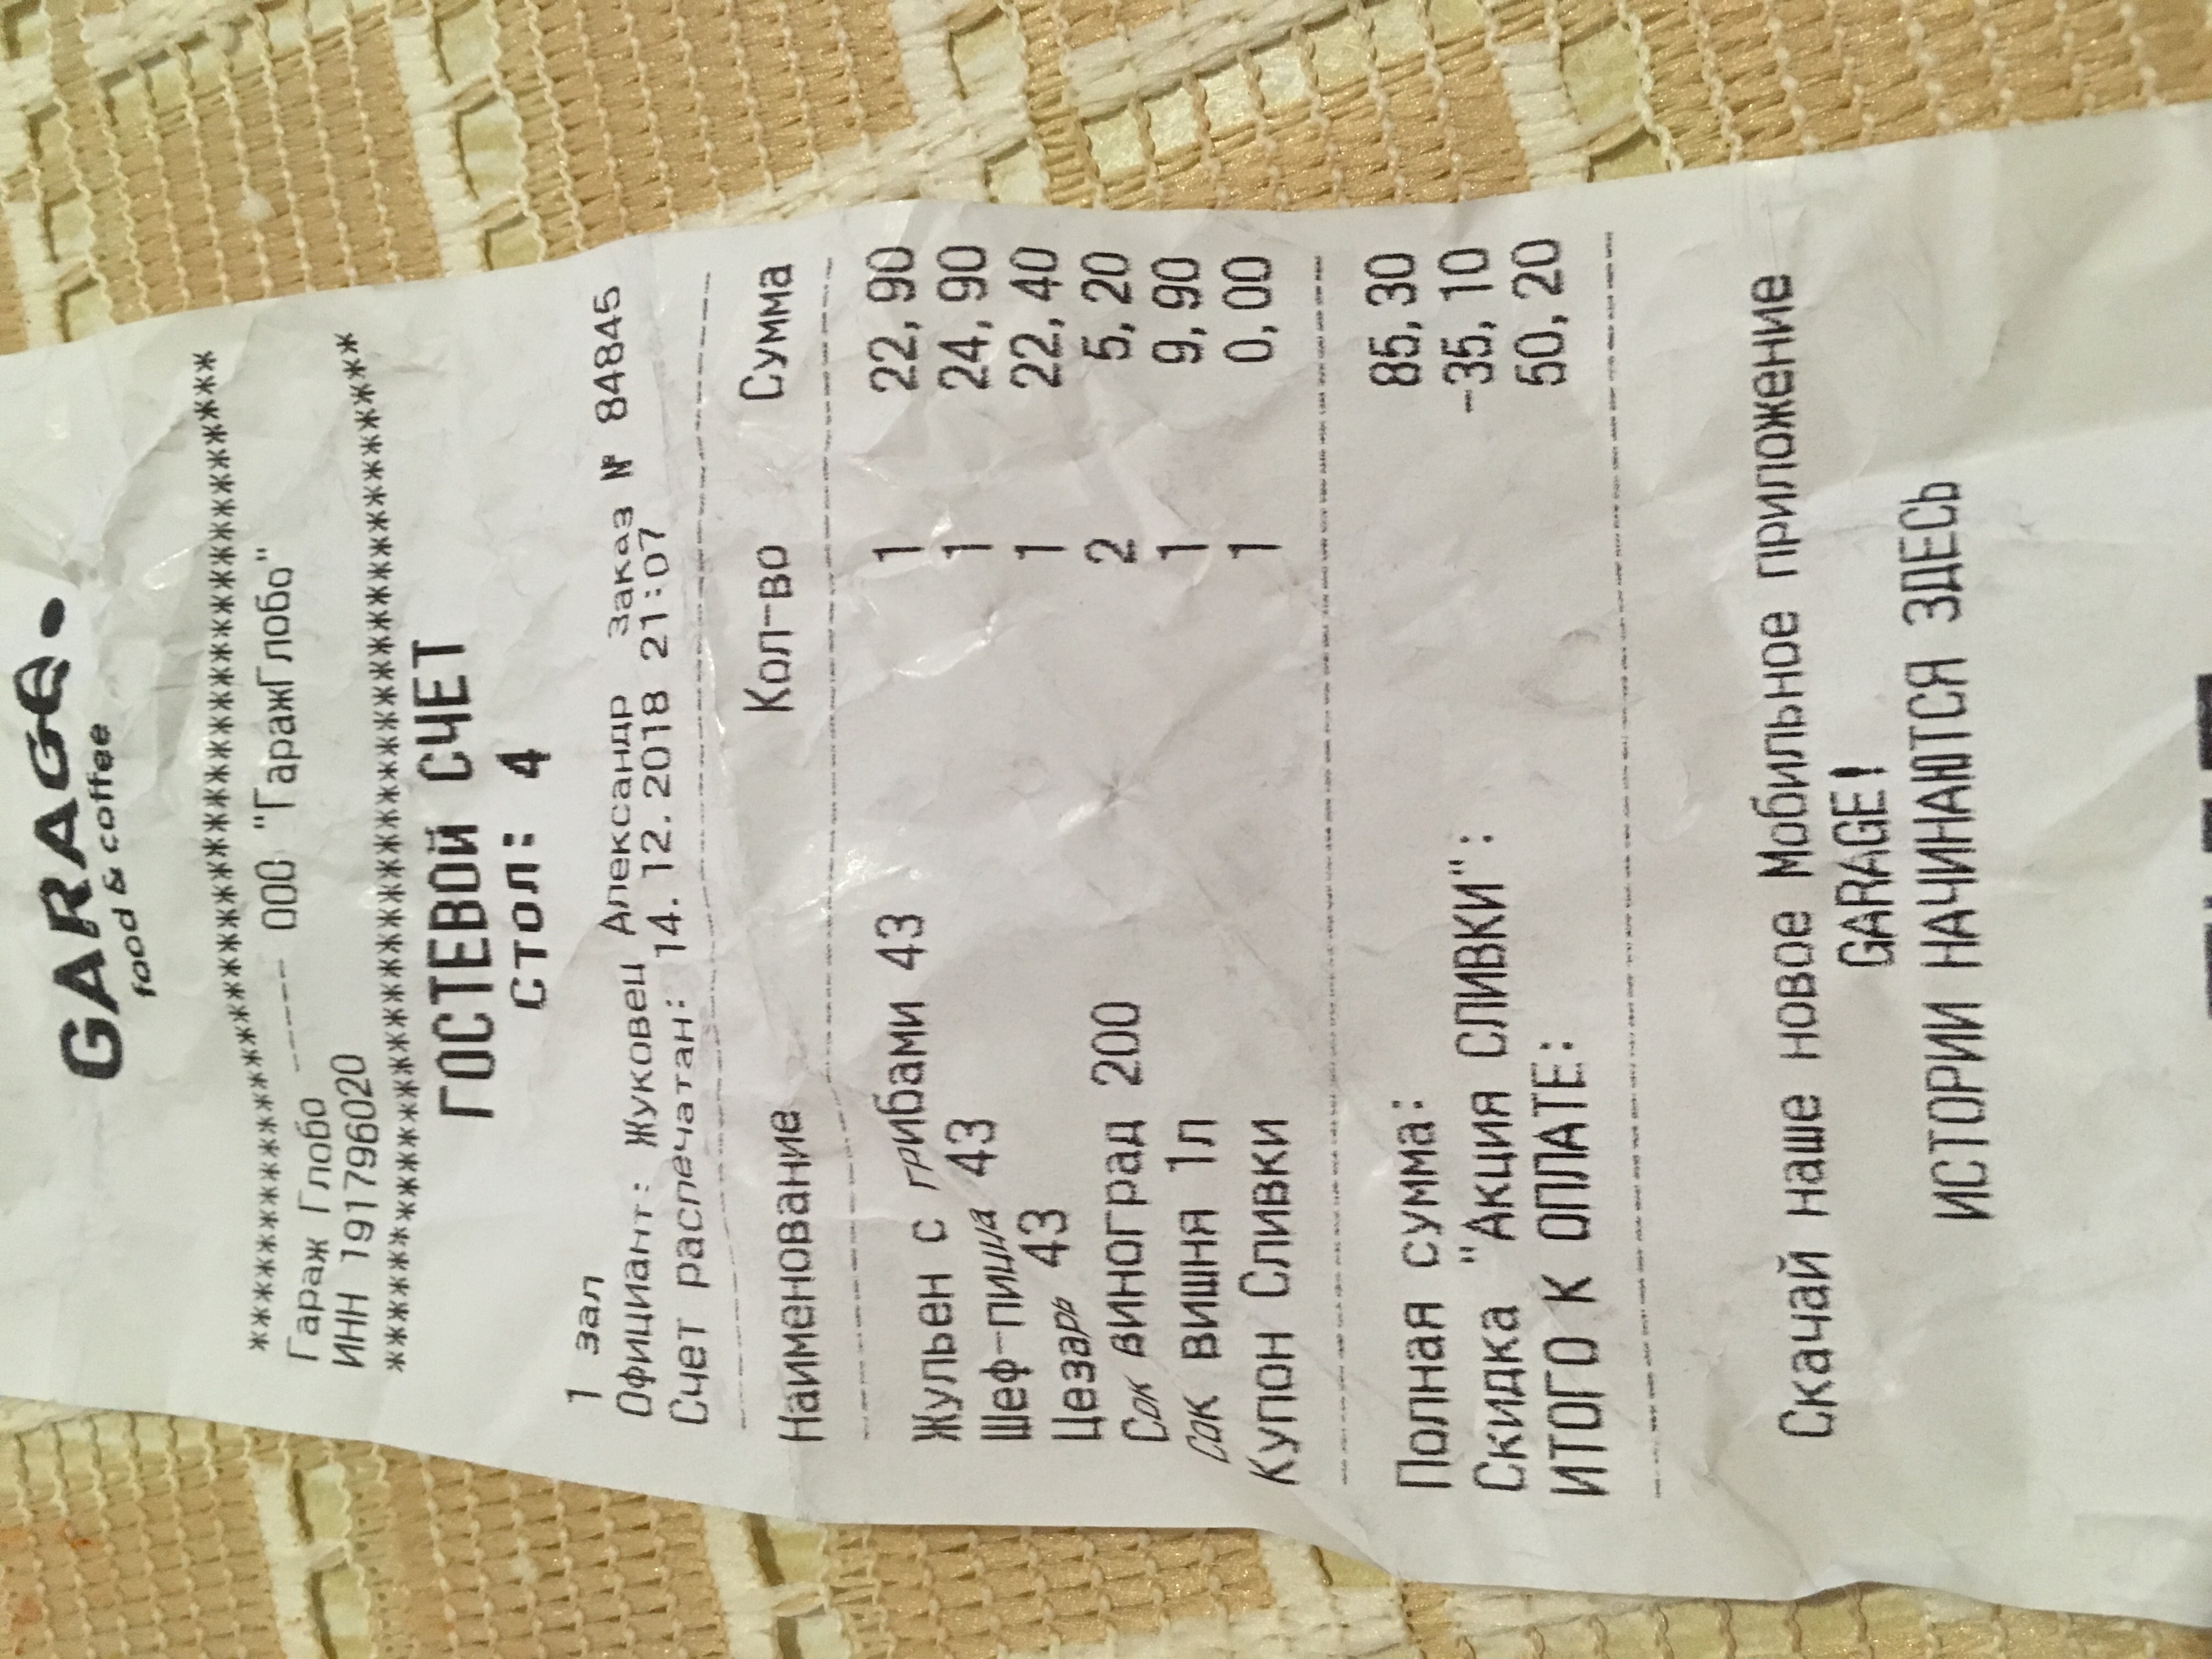 GARAGE.
food & coffee
**********************************************
Гараж Глобо ---- ООО "ГаражГлобо"
ИНН 191796020
**********************************************
ГОСТЕВОЙ СЧЕТ
Стол: 4
1 зал
Официант: Жуковец Александр Заказ № 84845
Счет распечатан: 14.12.2018 21:07
Наименование Кол-во Сумма
Жульен с грибами 43 1 22,90
Шеф-пицца 43 1 24,90
Цезарь 43 1 22,40
Сок виноград 200 2 5,20
Сок вишня 1л 1 9,90
Купон Сливки 1 0,00
Полная сумма: 85,30
Скидка "Акция СЛИВКИ": -35,10
ИТОГО К ОПЛАТЕ: 50,20
Скачай наше новое Мобильное приложение
GARAGE!
ИСТОРИИ НАЧИНАЮТСЯ ЗДЕСЬ